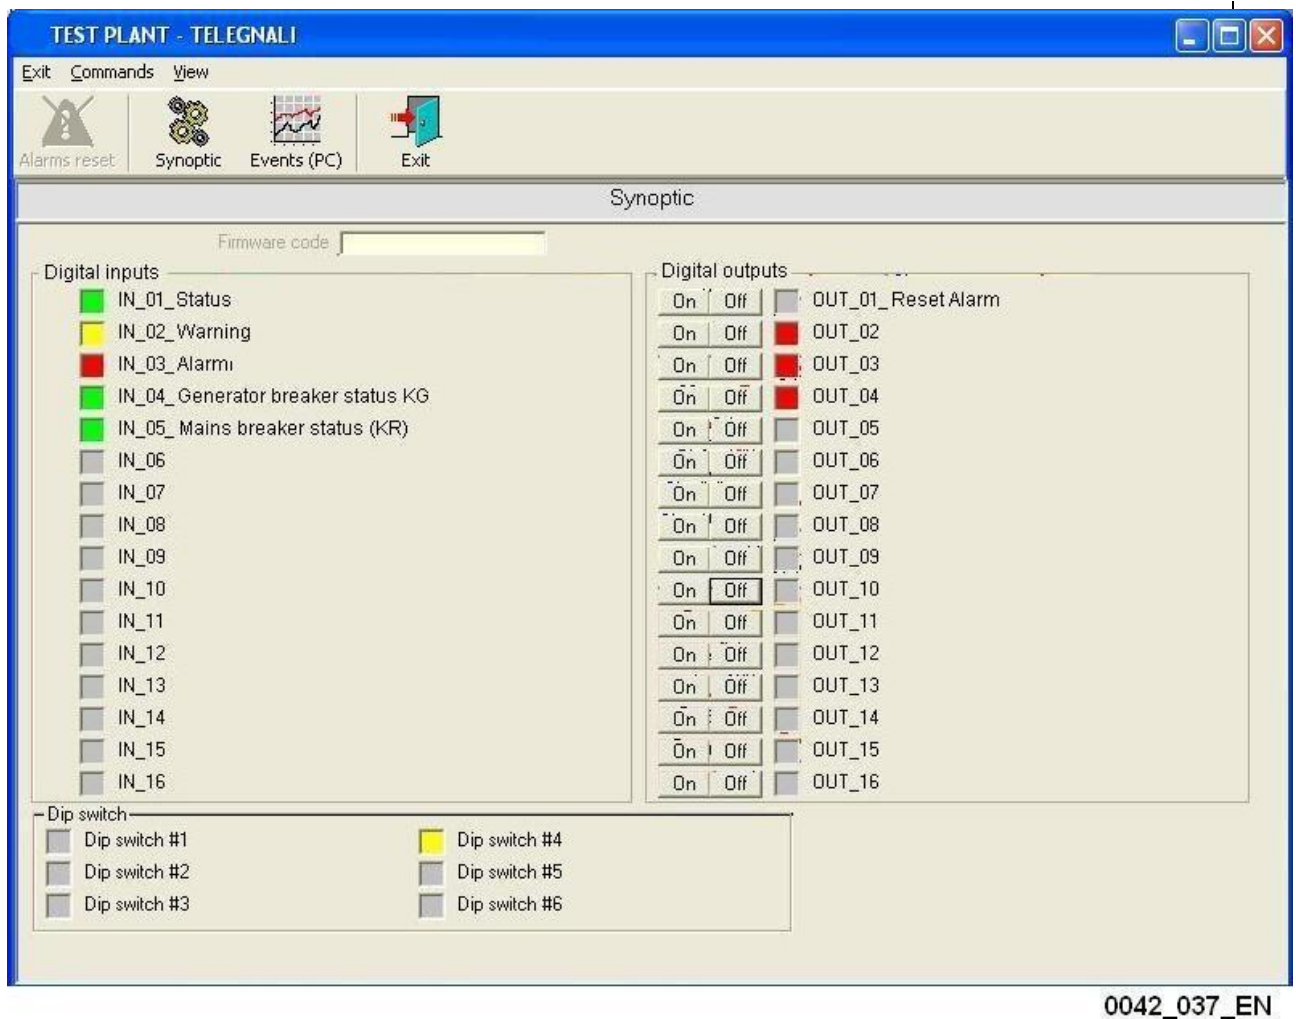 TEST PLANT - TELEGNALI
Exit Commands View
Alarms reset Synoptic Events (PC) Exit
Synoptic
Firmware code
Digital inputs
IN_01_Status
IN_02_Warning
IN_03_Alarmı
IN_04_Generator breaker status KG
IN_05_ Mains breaker status (KR)
IN_06
IN_07
IN_08
IN_09
IN_10
IN_11
IN_12
IN_13
IN_14
IN_15
IN_16
Digital outputs
On Off OUT_01_Reset Alarm
On Off OUT_02
On Off OUT_03
On Off OUT_04
On Off OUT_05
On Off OUT_06
On Off OUT_07
On Off OUT_08
On Off OUT_09
On Off OUT_10
On Off OUT_11
On Off OUT_12
On Off OUT_13
On Off OUT_14
On Off OUT_15
On Off OUT_16
Dip switch
Dip switch #1
Dip switch #2
Dip switch #3
Dip switch #4
Dip switch #5
Dip switch #6
0042_037_EN